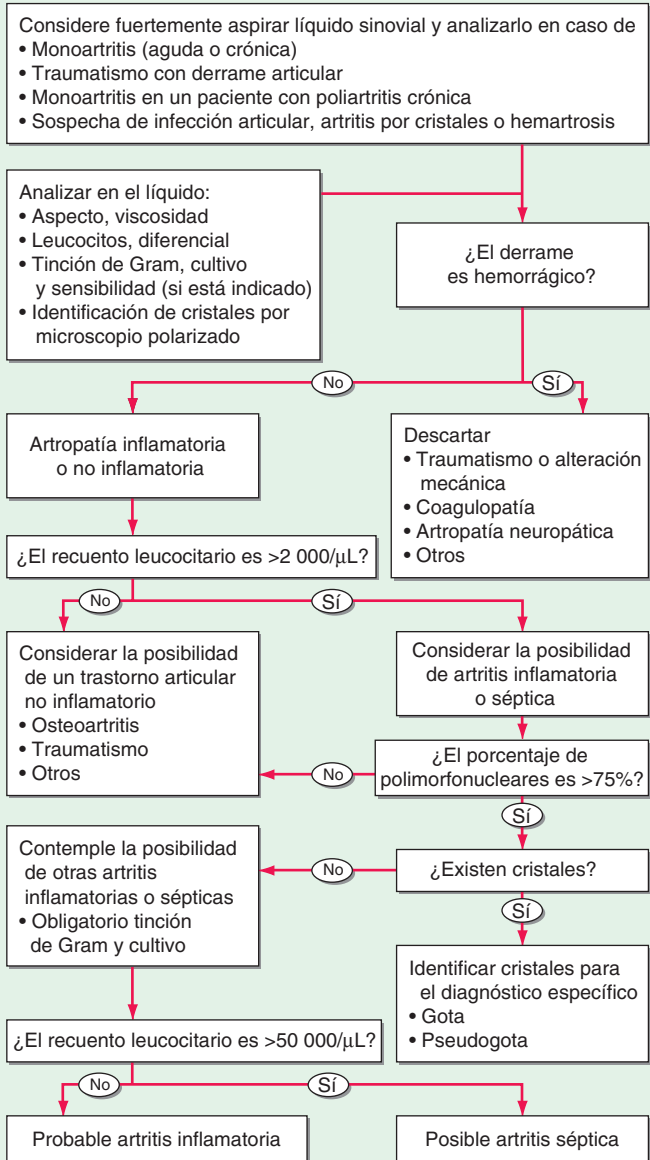 Considere fuertemente aspirar líquido sinovial y analizarlo en caso de
• Monoartritis (aguda o crónica)
• Traumatismo con derrame articular
• Monoartritis en un paciente con poliartritis crónica
• Sospecha de infección articular, artritis por cristales o hemartrosis
Analizar en el líquido:
• Aspecto, viscosidad
• Leucocitos, diferencial
• Tinción de Gram, cultivo
y sensibilidad (si está indicado)
• Identificación de cristales por
microscopio polarizado
¿El derrame
es hemorrágico?
No
Sí
Artropatía inflamatoria
o no inflamatoria
Descartar
• Traumatismo o alteración
mecánica
• Coagulopatía
• Artropatía neuropática
• Otros
¿El recuento leucocitario es >2 000/μL?
No
Sí
Considerar la posibilidad
de un trastorno articular
no inflamatorio
• Osteoartritis
• Traumatismo
• Otros
Considerar la posibilidad
de artritis inflamatoria
o séptica
¿El porcentaje de
polimorfonucleares es >75%?
No
Sí
Contemple la posibilidad
de otras artritis
inflamatorias o sépticas
• Obligatorio tinción
de Gram y cultivo
¿Existen cristales?
No
Sí
Identificar cristales para
el diagnóstico específico
• Gota
• Pseudogota
¿El recuento leucocitario es >50 000/μL?
No
Sí
Probable artritis inflamatoria
Posible artritis séptica